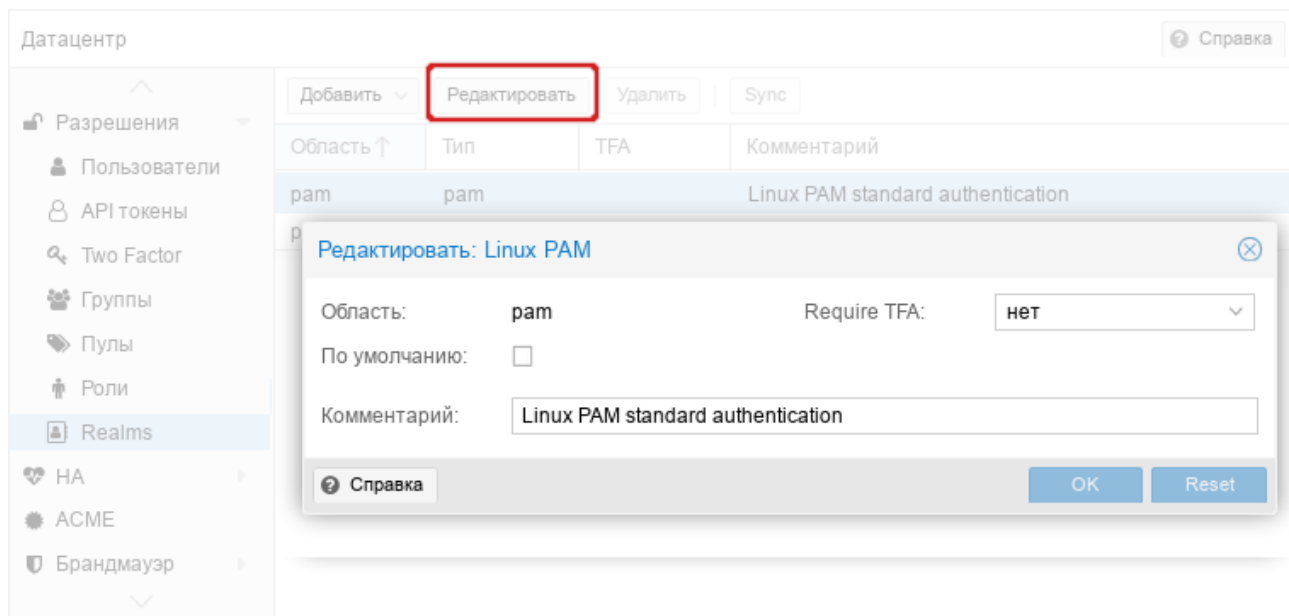 Датацентр
Справка
Добавить
Редактировать
Удалить
Sync
Разрешения
Пользователи
API токены
Two Factor
Группы
Пулы
Роли
Realms
HA
ACME
Брандмауэр
Область Тип TFA Комментарий
pam pam Linux PAM standard authentication
p
Редактировать: Linux PAM
Область: pam Require TFA: нет
По умолчанию:
Комментарий: Linux PAM standard authentication
Справка OK Reset